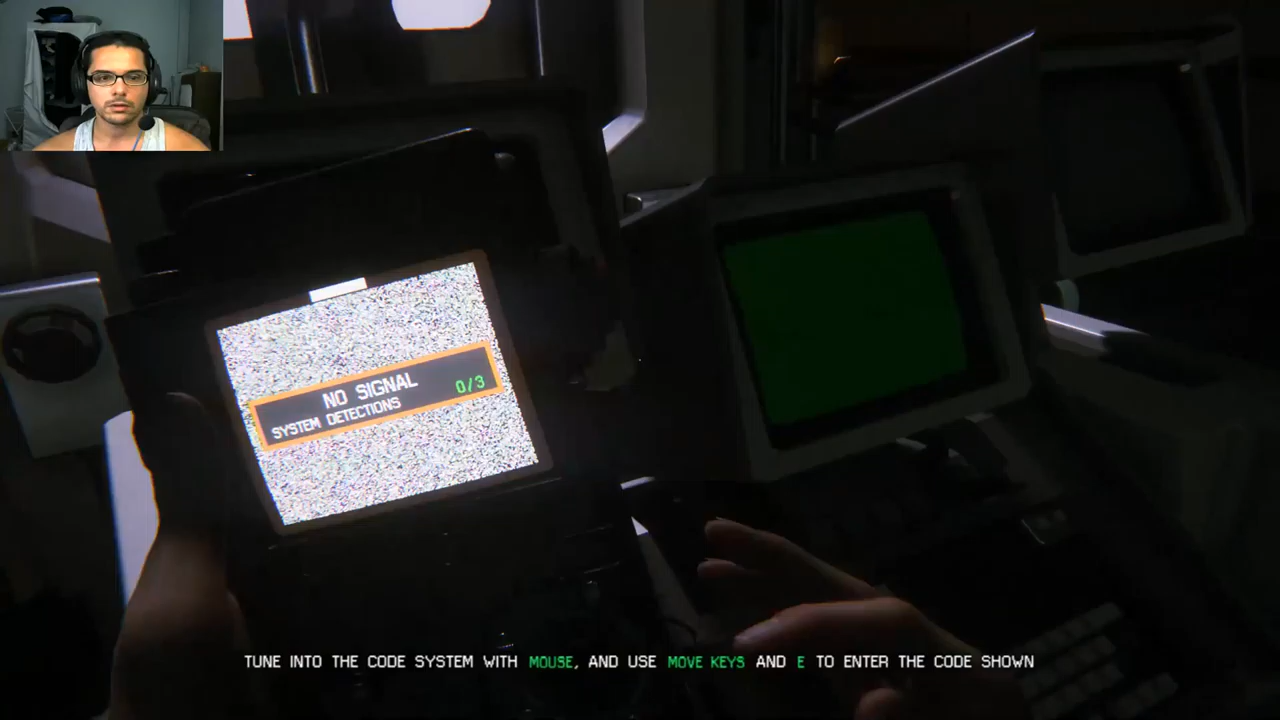 NO SIGNAL
SYSTEM DETECTIONS 0/3
TUNE INTO THE CODE SYSTEM WITH MOUSE, AND USE MOVE KEYS AND E TO ENTER THE CODE SHOWN